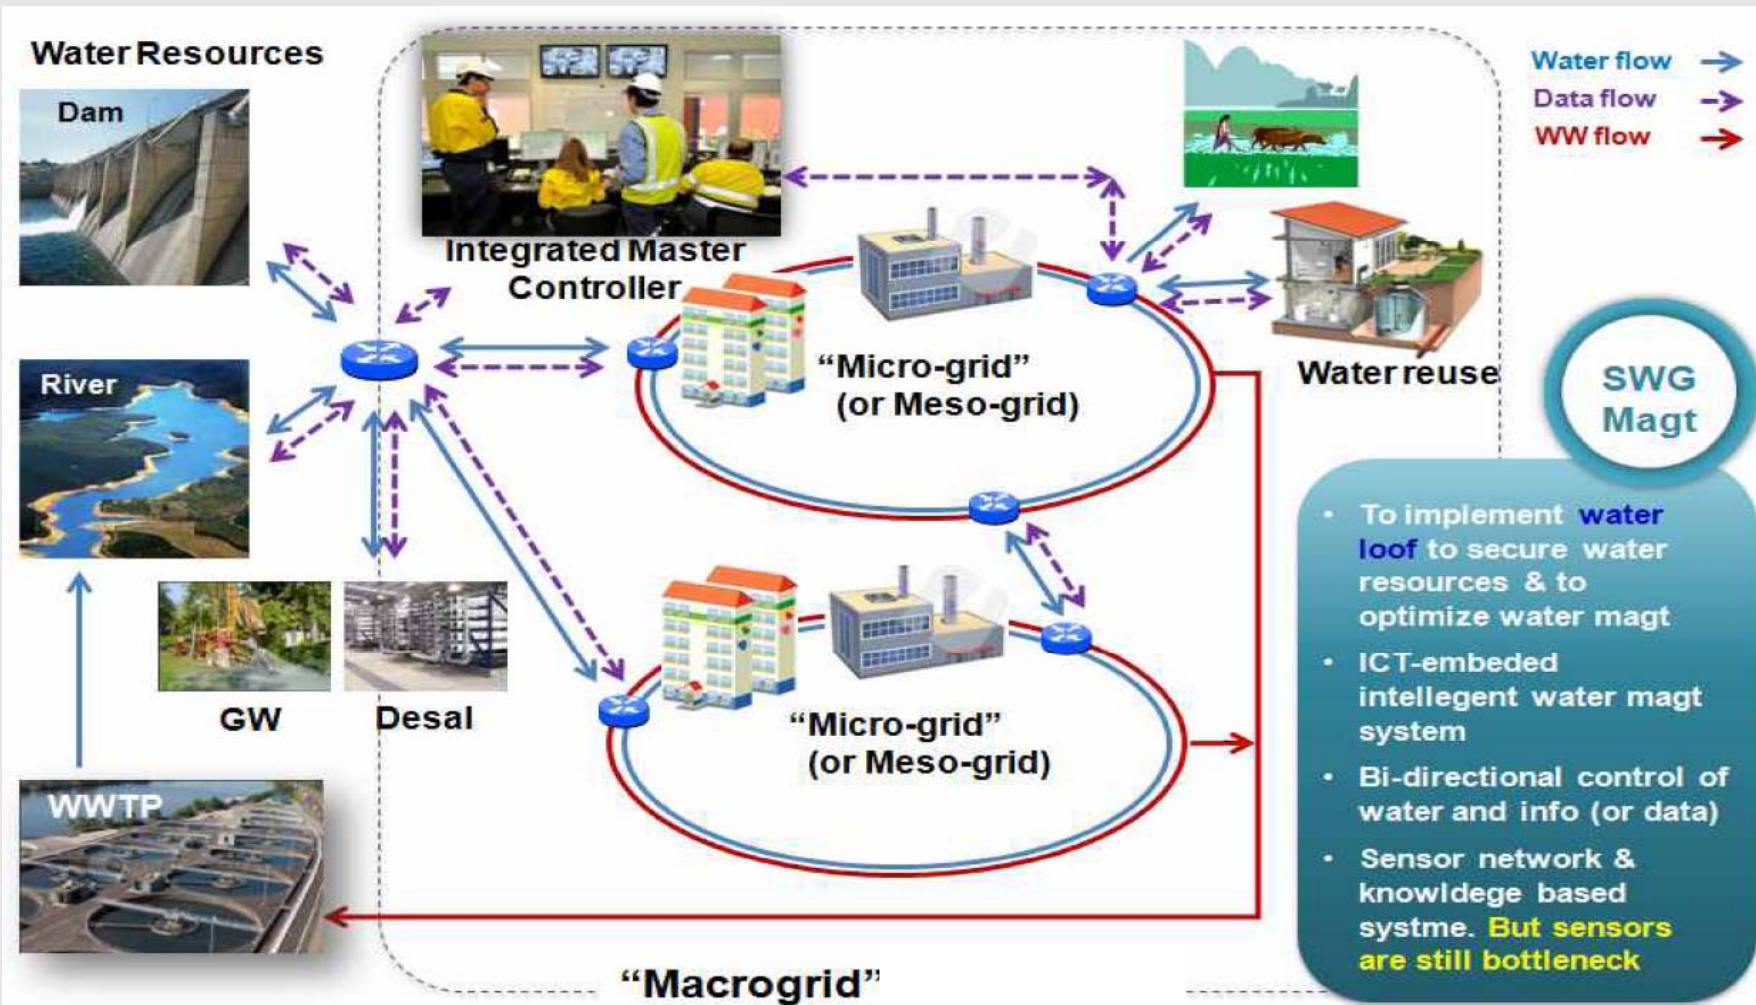 Water Resources
Dam
River
GW
Desal
WWTP
Integrated Master
Controller
“Micro-grid”
(or Meso-grid)
“Micro-grid”
(or Meso-grid)
“Macrogrid”
Water reuse
Water flow
Data flow
WW flow
SWG
Magt
• To implement water
loof to secure water
resources & to
optimize water magt
• ICT-embeded
intellegent water magt
system
• Bi-directional control of
water and info (or data)
• Sensor network &
knowldege based
systme. But sensors
are still bottleneck